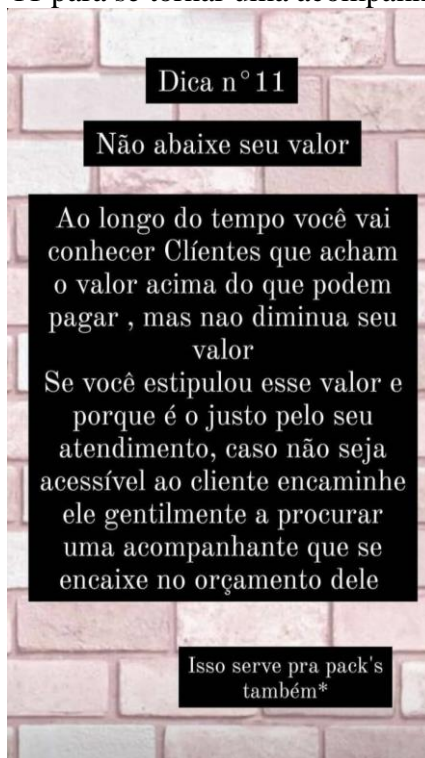 11 para se tornar uma acompanh
Dica n°11
Não abaixe seu valor
Ao longo do tempo você vai
conhecer Clíentes que acham
o valor acima do que podem
pagar , mas nao diminua seu
valor
Se você estipulou esse valor e
porque é o justo pelo seu
atendimento, caso não seja
acessível ao cliente encaminhe
ele gentilmente a procurar
uma acompanhante que se
encaixe no orçamento dele
Isso serve pra pack's
também*